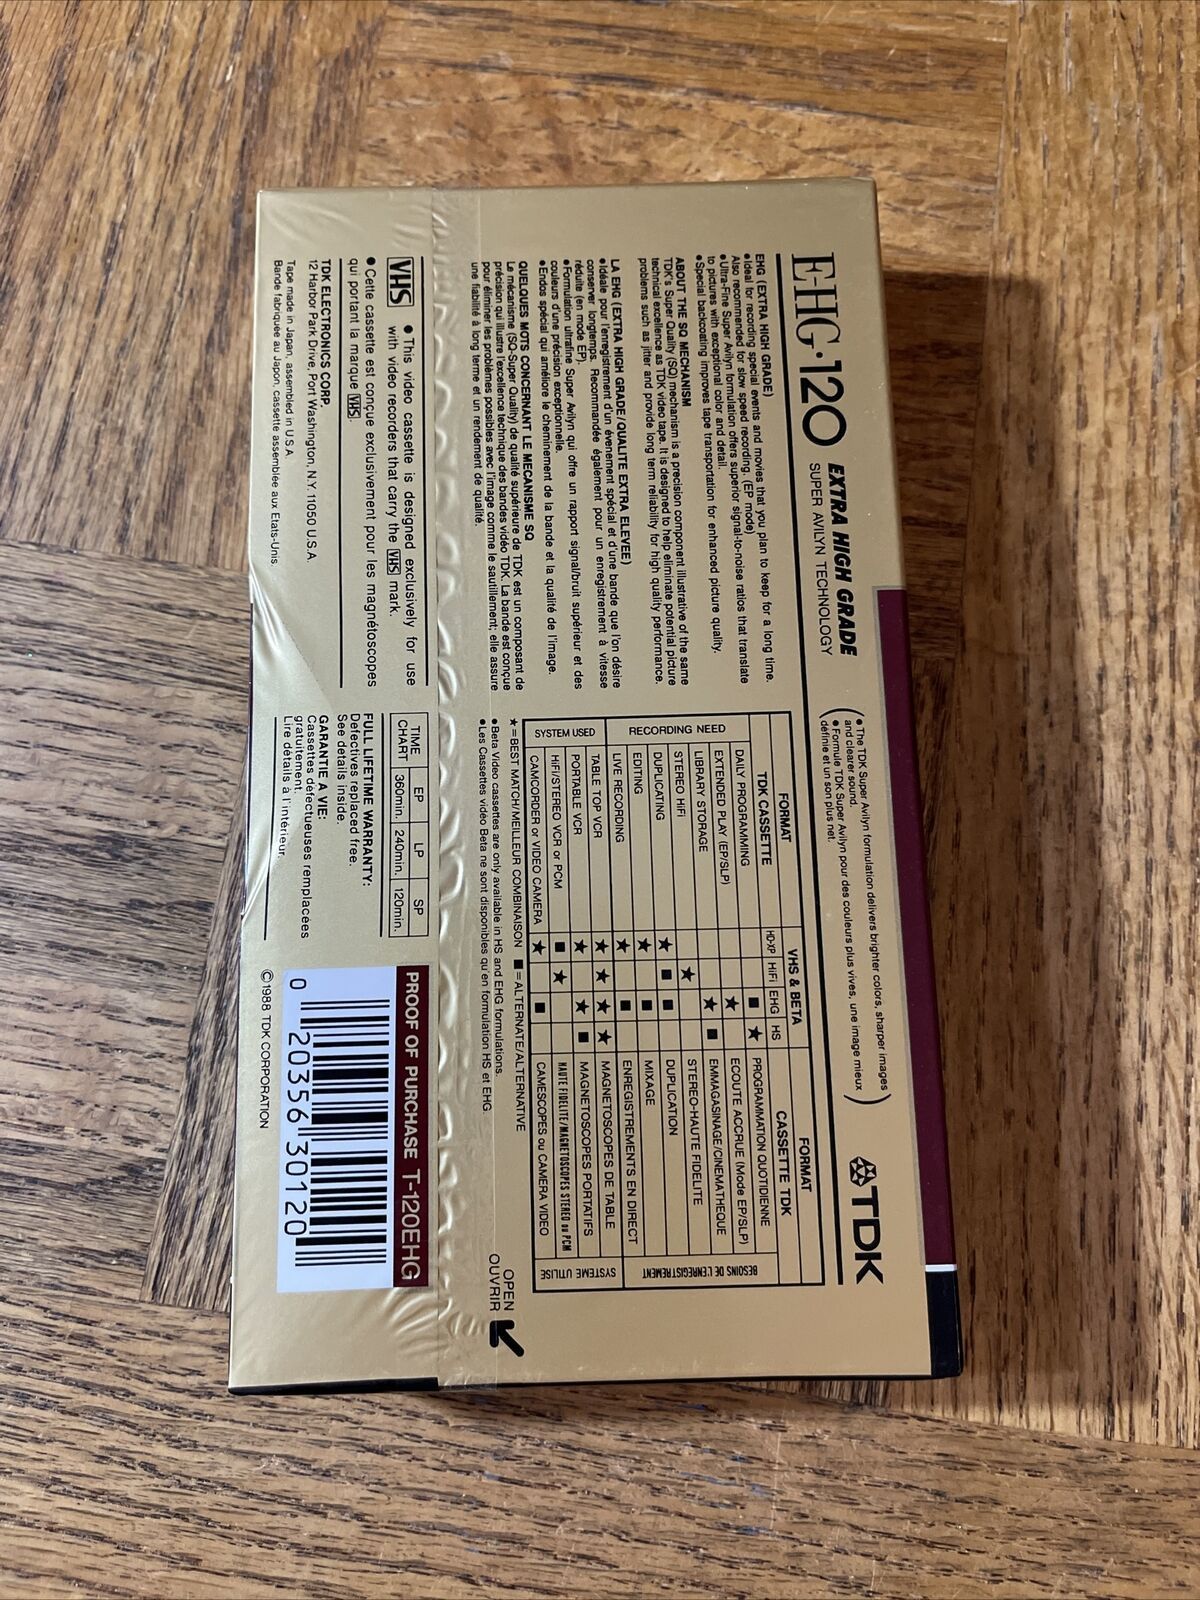 EHG·120 EXTRA HIGH GRADE
SUPER AVILYN TECHNOLOGY
• The TDK Super Avilyn formulation delivers brighter colors, sharper images
and clearer sound.
• Formule TDK Super Avilyn pour des couleurs plus vives, une image mieux
définie et un son plus net.
TDK
EHG (EXTRA HIGH GRADE)
• Ideal for recording special events and movies that you plan to keep for a long time.
Also recommended for slow speed recording. (EP mode)
• Ultra-Fine Super Avilyn formulation offers superior signal-to-noise ratios that translate
to pictures with exceptional color and detail.
• Special backcoating improves tape transportation for enhanced picture quality.
ABOUT THE SQ MECHANISM
TDK's Super Quality (SQ) mechanism is a precision component illustrative of the same
technical excellence as TDK video tape. It is designed to help eliminate potential picture
problems such as jitter and provide long term reliability for high quality performance.
LA EHG (EXTRA HIGH GRADE/QUALITE EXTRA ELEVEE)
• Idéale pour l'enregistrement d'un évenement spécial et d'une bande que l'on désire
conserver longtemps. Recommandée également pour un enregistrement à vitesse
réduite (en mode EP).
• Formulation ultrafine Super Avilyn qui offre un rapport signal/bruit supérieur et des
couleurs d'une précision exceptionnelle.
• Endos spécial qui améliore le cheminement de la bande et la qualité de l'image.
QUELQUES MOTS CONCERNANT LE MECANISME SQ
Le mécanisme (SQ-Super Quality) de qualité supérieure de TDK est un composant de
précision qui illustre l'excellence technique des bandes vidéo TDK. La bande est conçue
pour éliminer les problèmes possibles avec l'image comme le sautillement; elle assure
une fiabilité à long terme et un rendement de qualité.
VHS • This video cassette is designed exclusively for use
with video recorders that carry the VHS mark.
• Cette cassette est conçue exclusivement pour les magnétoscopes
qui portant la marque VHS.
TDK ELECTRONICS CORP.
12 Harbor Park Drive, Port Washington, N.Y. 11050 U.S.A.
Tape made in Japan, assembled in U.S.A.
Bande fabriquée au Japon, cassette assemblée aux Etats-Unis.
FORMAT VHS & BETA FORMAT
TDK CASSETTE HD-XP HiFi EHG HS CASSETTE TDK
RECORDING NEED
DAILY PROGRAMMING ■ ★ PROGRAMMATION QUOTIDIENNE
EXTENDED PLAY (EP/SLP) ★ ECOUTE ACCRUE (Mode EP/SLP)
LIBRARY STORAGE ★ ■ EMMAGASINAGE/CINEMATHEQUE
STEREO HiFi ★ STEREO-HAUTE FIDELITE
DUPLICATING ★ ■ ■ DUPLICATION
EDITING ★ ■ MIXAGE
LIVE RECORDING ★ ■ ENREGISTREMENTS EN DIRECT
BESOINS DE L'ENREGISTREMENT
SYSTEM USED
TABLE TOP VCR ★ ★ ★ ★ MAGNETOSCOPES DE TABLE
PORTABLE VCR ★ ★ ■ MAGNETOSCOPES PORTATIFS
HiFi/STEREO VCR or PCM ■ ★ HAUTE FIDELITE/MAGNETOSCOPES STEREO ou PCM
CAMCORDER or VIDEO CAMERA ★ ■ CAMESCOPES ou CAMERA VIDEO
SYSTEME UTILISE
★=BEST MATCH/MEILLEUR COMBINAISON ■=ALTERNATE/ALTERNATIVE
• Beta Video cassettes are only available in HS and EHG formulations.
• Les Cassettes vidéo Beta ne sont disponibles qu'en formulation HS et EHG.
OPEN
OUVRIR
TIME CHART EP LP SP
360min. 240min. 120min.
FULL LIFETIME WARRANTY:
Defectives replaced free.
See details inside.
GARANTIE A VIE:
Cassettes défectueuses remplacées
gratuitement.
Lire détails à l'intérieur.
PROOF OF PURCHASE T-120EHG
0 20356 30120
©1988 TDK CORPORATION